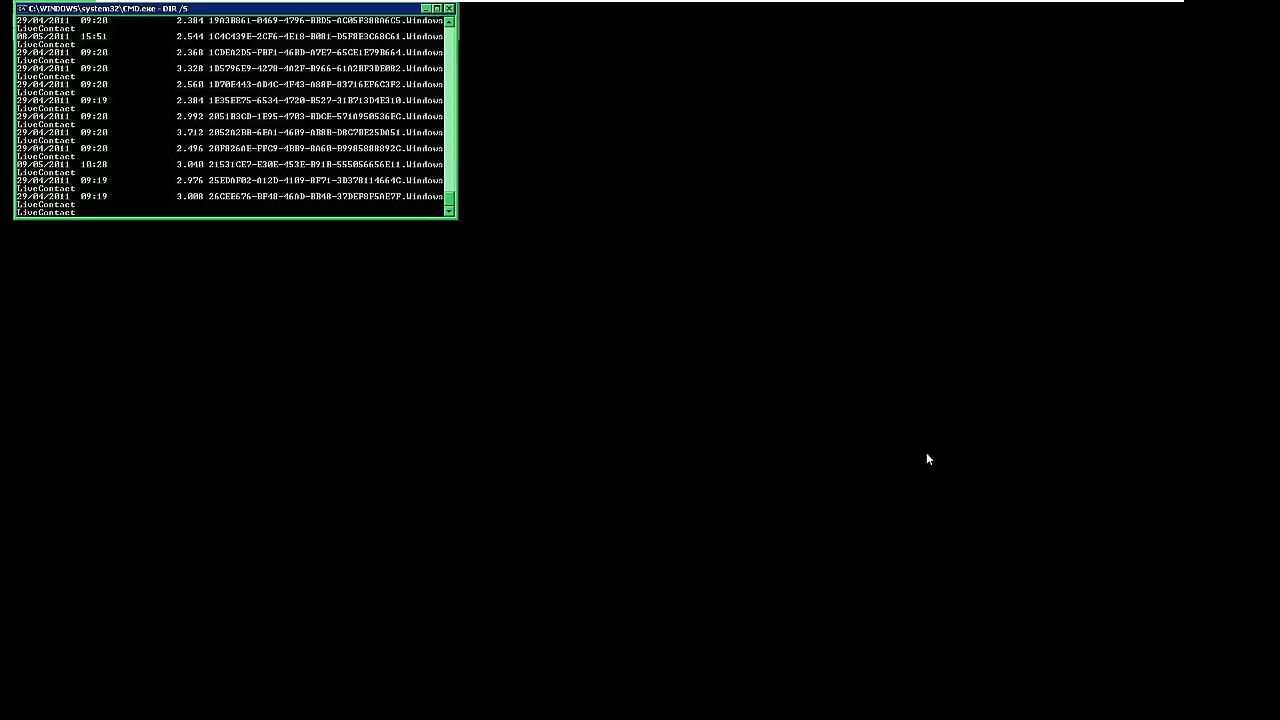 C:\WINDOWS\system32\CMD.exe - DIR /S
29/04/2011 09:20 2.384 19A3B861-0469-4796-BBD5-AC05F388A6C5.Windows
LiveContact
08/05/2011 15:51 2.544 1C4C439E-2CF6-4E18-B081-D5F8E3C68C61.Windows
LiveContact
29/04/2011 09:20 2.368 1CDEA2D5-FBF1-46BD-A7E7-65CE1E79B664.Windows
LiveContact
29/04/2011 09:20 3.328 1D5796E9-4278-4A2F-B966-61A2BF3DE082.Windows
LiveContact
29/04/2011 09:20 2.560 1D70E443-AD4C-4F43-A88F-83716EF6C3F2.Windows
LiveContact
29/04/2011 09:19 2.384 1E35EE75-6534-4720-B527-31B713D4E310.Windows
LiveContact
29/04/2011 09:20 2.992 2051B3CD-1E95-4703-BDCE-571A950536EC.Windows
LiveContact
29/04/2011 09:20 3.712 2052A2BB-6EA1-4609-AB8B-D8C7BE25DA51.Windows
LiveContact
29/04/2011 09:20 2.496 20F826AE-FFC9-4BB9-8A60-B9985888892C.Windows
LiveContact
09/05/2011 10:28 3.040 21531CE7-E30E-453E-B91B-555056656E11.Windows
LiveContact
29/04/2011 09:19 2.976 25EDAF02-A12D-4109-8F71-3D378114664C.Windows
LiveContact
29/04/2011 09:19 3.008 26CEE676-BF48-46AD-BB48-37DEF8F5AE7F.Windows
LiveContact
LiveContact